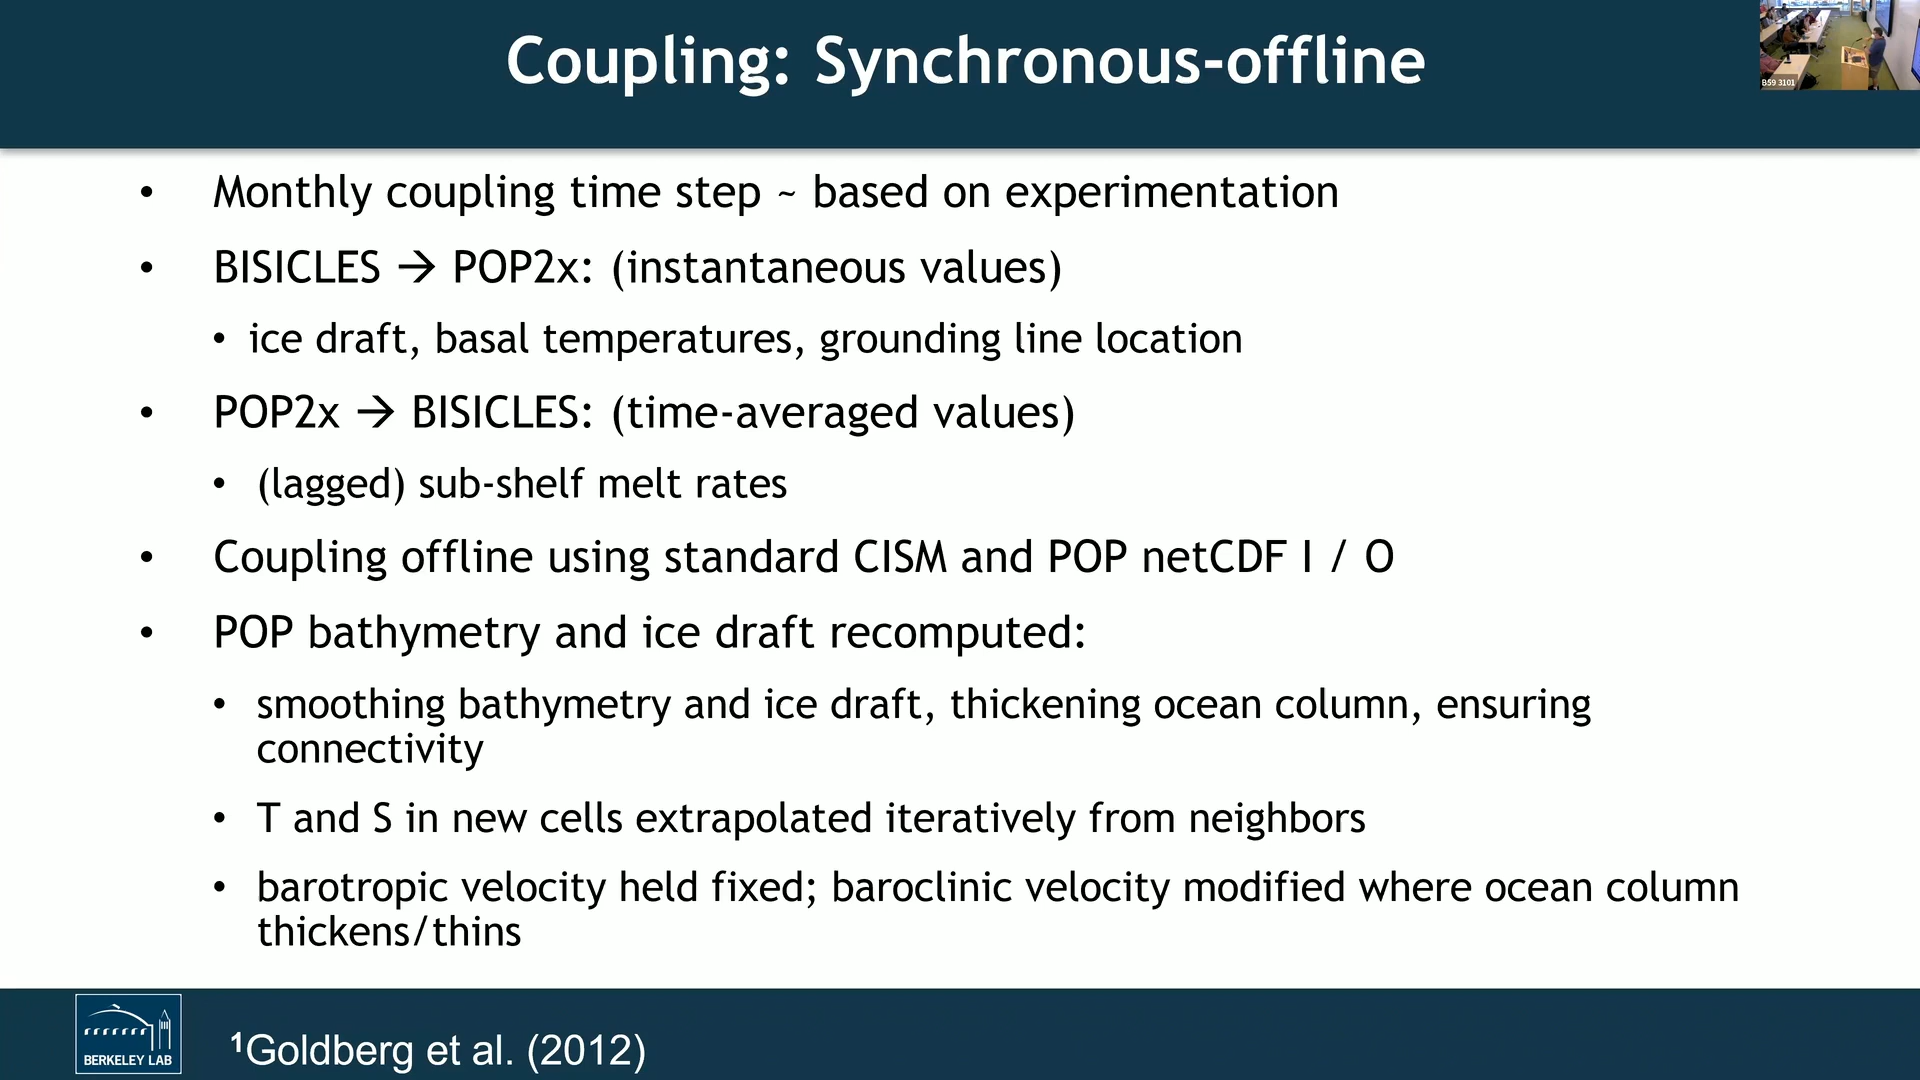 Coupling: Synchronous-offline
B59 3101
• Monthly coupling time step ~ based on experimentation
• BISICLES → POP2x: (instantaneous values)
• ice draft, basal temperatures, grounding line location
• POP2x → BISICLES: (time-averaged values)
• (lagged) sub-shelf melt rates
• Coupling offline using standard CISM and POP netCDF I / O
• POP bathymetry and ice draft recomputed:
• smoothing bathymetry and ice draft, thickening ocean column, ensuring
connectivity
• T and S in new cells extrapolated iteratively from neighbors
• barotropic velocity held fixed; baroclinic velocity modified where ocean column
thickens/thins
BERKELEY LAB
¹Goldberg et al. (2012)